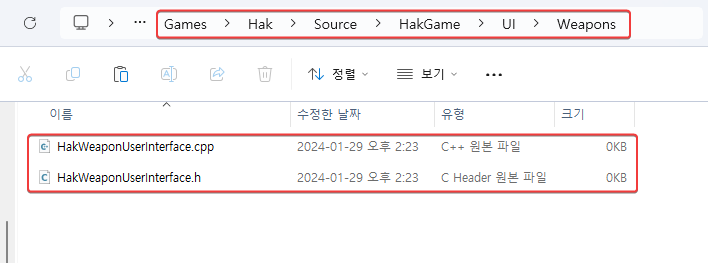 ... Games > Hak > Source > HakGame > UI > Weapons
정렬 보기 ...
이름 수정한 날짜 유형 크기
HakWeaponUserInterface.cpp 2024-01-29 오후 2:23 C++ 원본 파일 0KB
HakWeaponUserInterface.h 2024-01-29 오후 2:23 C Header 원본 파일 0KB